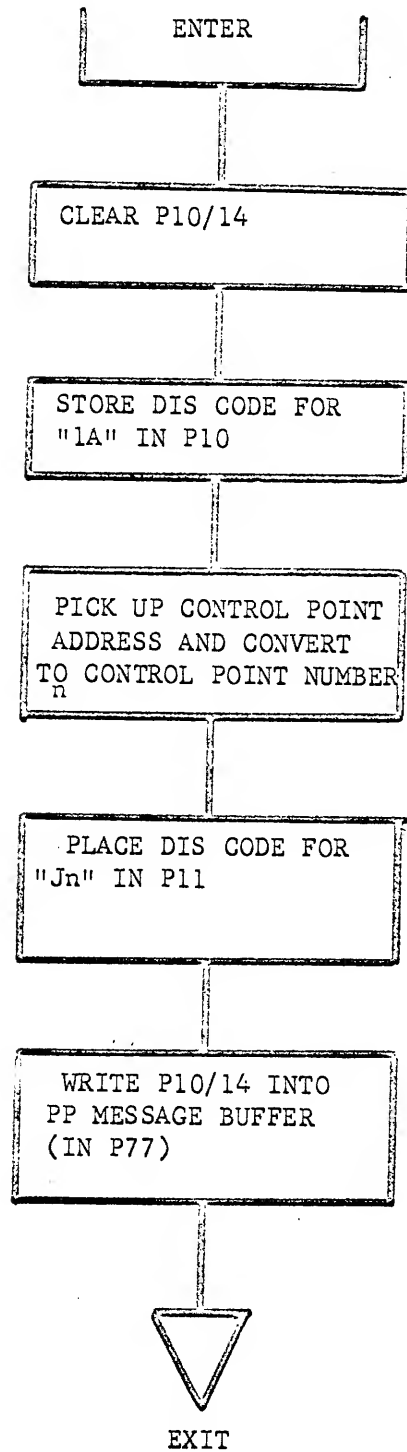 ENTER
CLEAR P10/14
STORE DIS CODE FOR
"1A" IN P10
PICK UP CONTROL POINT
ADDRESS AND CONVERT
TO CONTROL POINT NUMBER
n
PLACE DIS CODE FOR
"Jn" IN P11
WRITE P10/14 INTO
PP MESSAGE BUFFER
(IN P77)
EXIT